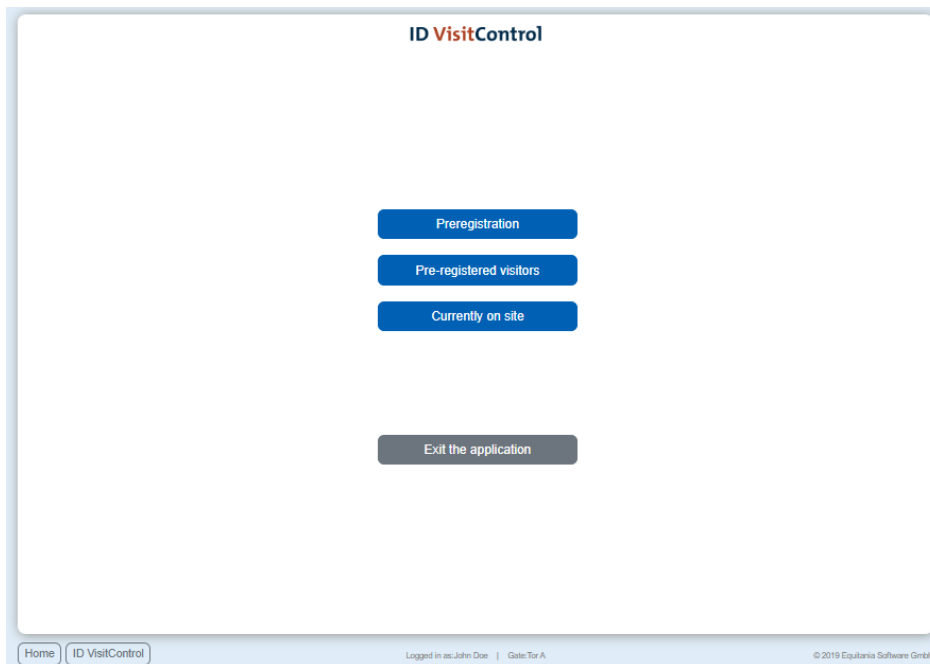 ID VisitControl
Preregistration
Pre-registered visitors
Currently on site
Exit the application
Home ID VisitControl Logged in as:John Doe | Gate:Tor A © 2019 Equitania Software GmbH